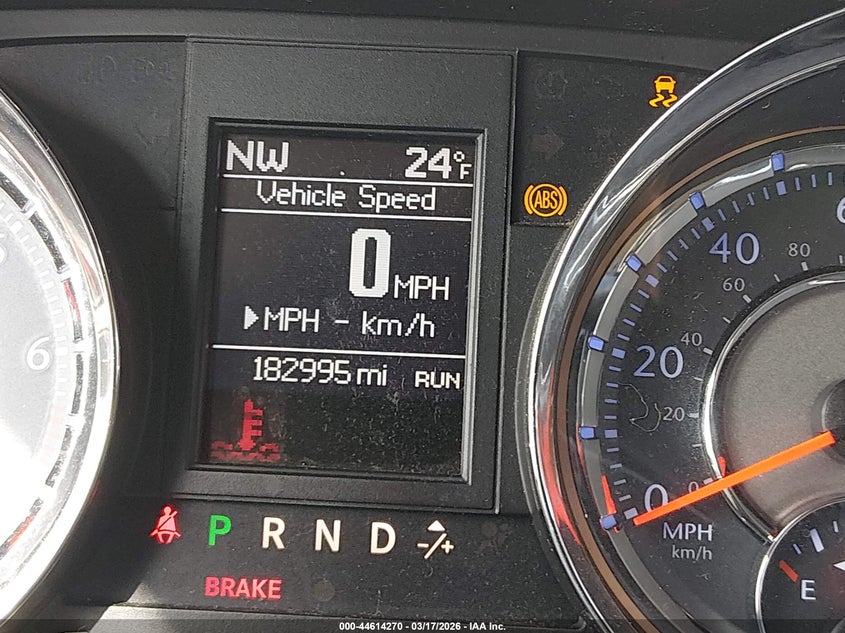 NW 24°F
Vehicle Speed
0 MPH
▶MPH - km/h
182995 mi RUN
P R N D -/+
BRAKE
ABS
6
0 20 40
20 40 60 80
0
MPH
km/h
E
000-44614270 - 03/17/2026 - IAA Inc.